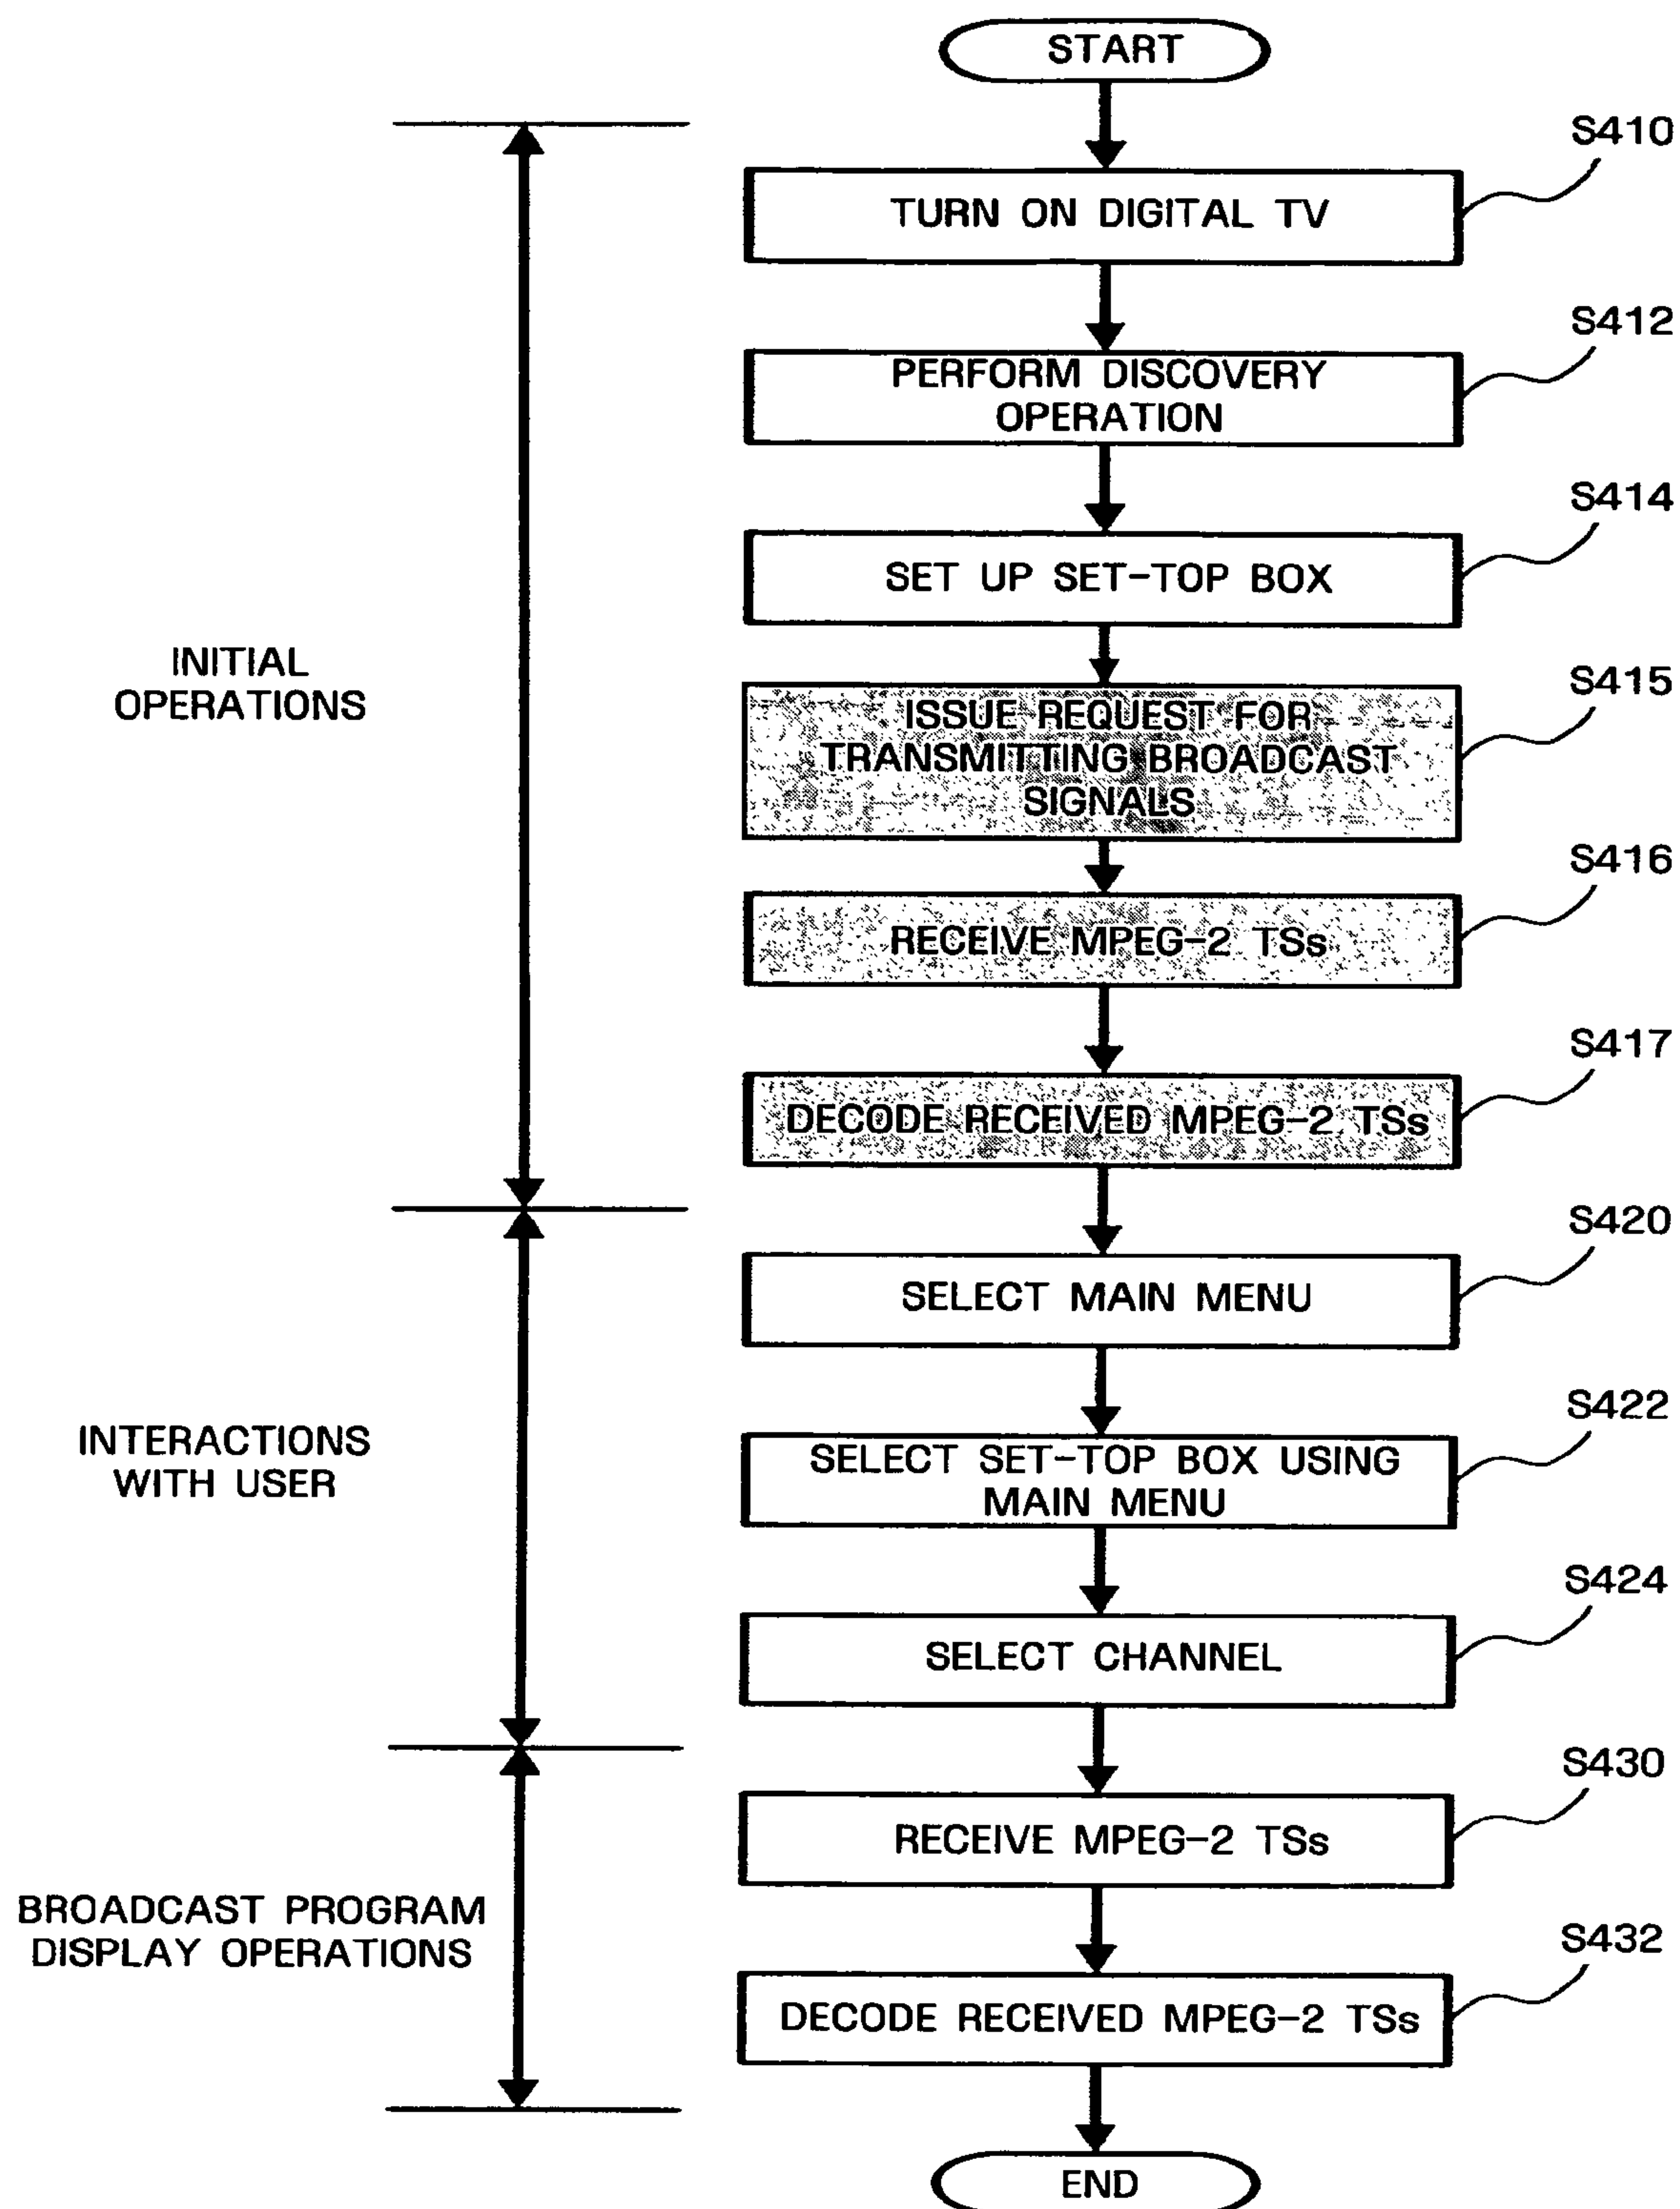 START
S410
TURN ON DIGITAL TV
S412
PERFORM DISCOVERY
OPERATION
S414
SET UP SET-TOP BOX
INITIAL
OPERATIONS
S415
ISSUE REQUEST FOR
TRANSMITTING BROADCAST
SIGNALS
S416
RECEIVE MPEG-2 TSs
S417
DECODE RECEIVED MPEG-2 TSs
S420
SELECT MAIN MENU
INTERACTIONS
WITH USER
S422
SELECT SET-TOP BOX USING
MAIN MENU
S424
SELECT CHANNEL
S430
RECEIVE MPEG-2 TSs
BROADCAST PROGRAM
DISPLAY OPERATIONS
S432
DECODE RECEIVED MPEG-2 TSs
END